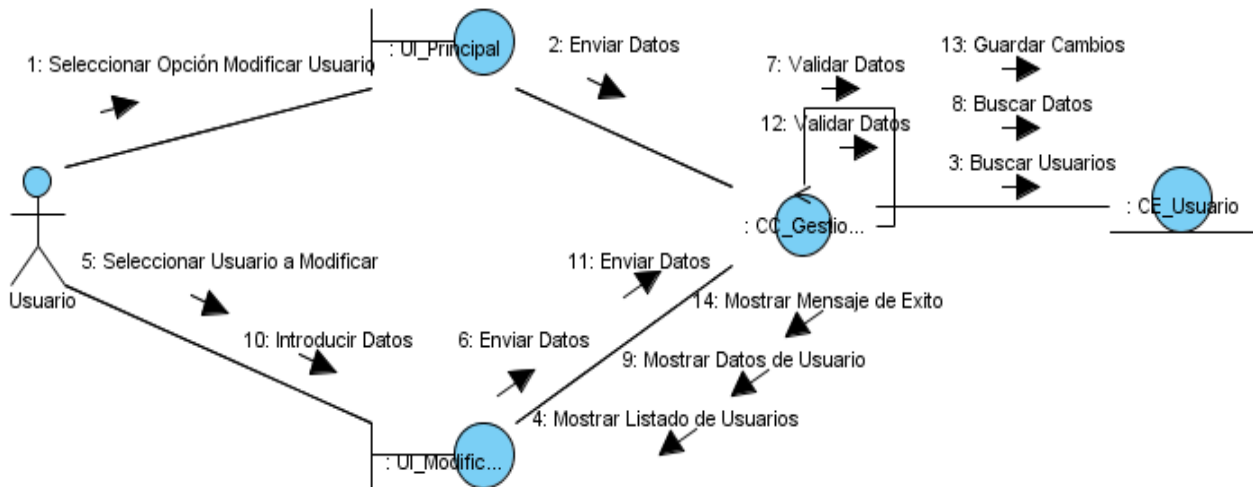 13: Guardar Cambios
2: Enviar Datos
: UI_Principal
1: Seleccionar Opción Modificar Usuario
7: Validar Datos
8: Buscar Datos
12: Validar Datos
3: Buscar Usuarios
: CE_Usuario
: CC_Gestio...
5: Seleccionar Usuario a Modificar
11: Enviar Datos
Usuario
14: Mostrar Mensaje de Exito
10: Introducir Datos
6: Enviar Datos
9: Mostrar Datos de Usuario
4: Mostrar Listado de Usuarios
: UI_Modific...